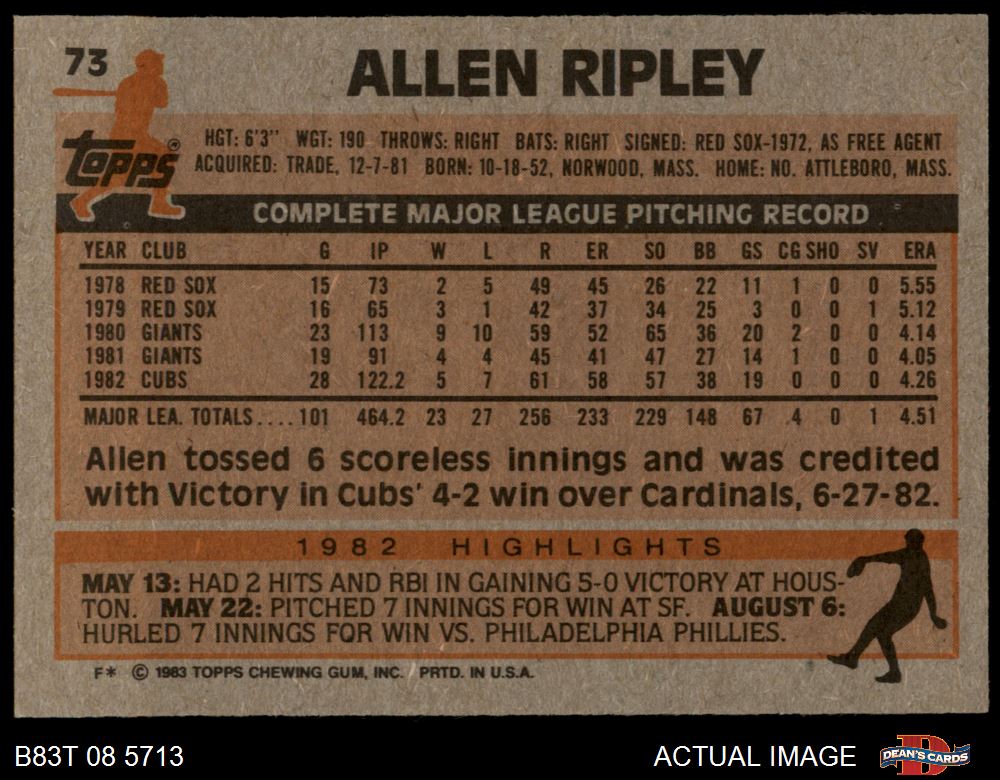 73
ALLEN RIPLEY
topps®
HGT: 6'3" WGT: 190 THROWS: RIGHT BATS: RIGHT SIGNED: RED SOX-1972, AS FREE AGENT
ACQUIRED: TRADE, 12-7-81 BORN: 10-18-52, NORWOOD, MASS. HOME: NO. ATTLEBORO, MASS.
COMPLETE MAJOR LEAGUE PITCHING RECORD
YEAR CLUB G IP W L R ER SO BB GS CG SHO SV ERA
1978 RED SOX 15 73 2 5 49 45 26 22 11 1 0 0 5.55
1979 RED SOX 16 65 3 1 42 37 34 25 3 0 0 1 5.12
1980 GIANTS 23 113 9 10 59 52 65 36 20 2 0 0 4.14
1981 GIANTS 19 91 4 4 45 41 47 27 14 1 0 0 4.05
1982 CUBS 28 122.2 5 7 61 58 57 38 19 0 0 0 4.26
MAJOR LEA. TOTALS.... 101 464.2 23 27 256 233 229 148 67 4 0 1 4.51
Allen tossed 6 scoreless innings and was credited
with Victory in Cubs' 4-2 win over Cardinals, 6-27-82.
1982 HIGHLIGHTS
MAY 13: HAD 2 HITS AND RBI IN GAINING 5-0 VICTORY AT HOUS-
TON. MAY 22: PITCHED 7 INNINGS FOR WIN AT SF. AUGUST 6:
HURLED 7 INNINGS FOR WIN VS. PHILADELPHIA PHILLIES.
F* © 1983 TOPPS CHEWING GUM, INC. PRTD. IN U.S.A.
B83T 08 5713
ACTUAL IMAGE
D
DEAN'S CARDS